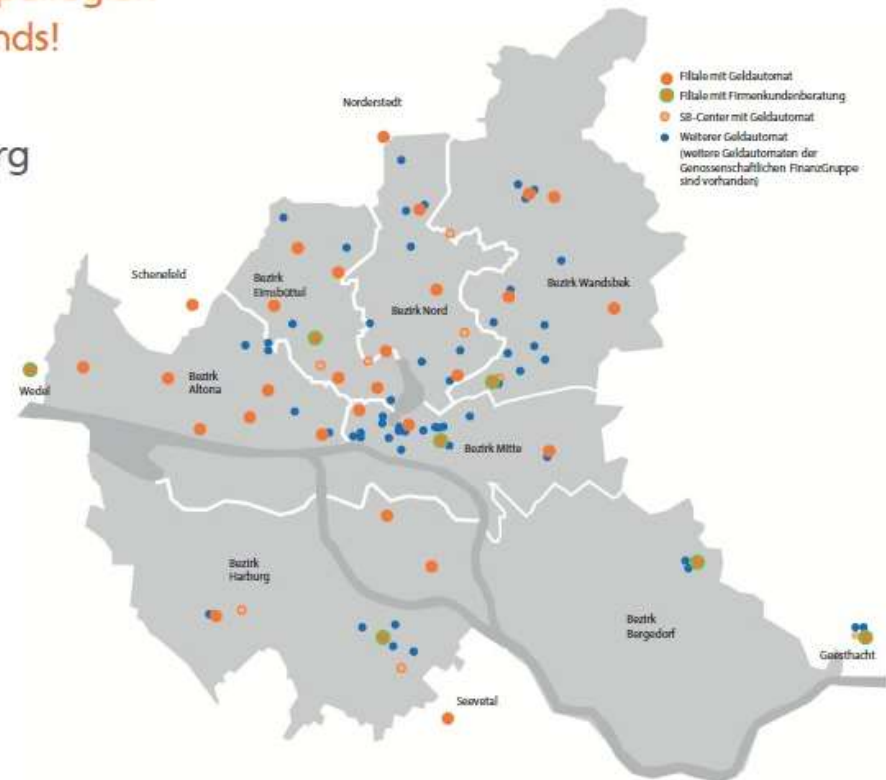 nds!
rg
Filiale mit Geldautomat
Filiale mit Firmenkundenberatung
SB-Center mit Geldautomat
Weiterer Geldautomat
(weitere Geldautomaten der
Genossenschaftlichen FinanzGruppe
sind vorhanden)
Norderstedt
Schenefeld
Bezirk
Eimsbüttel
Bezirk Wandsbek
Bezirk Nord
Wedel
Bezirk
Altona
Bezirk Mitte
Bezirk
Harburg
Bezirk
Bergedorf
Geesthacht
Seevetal